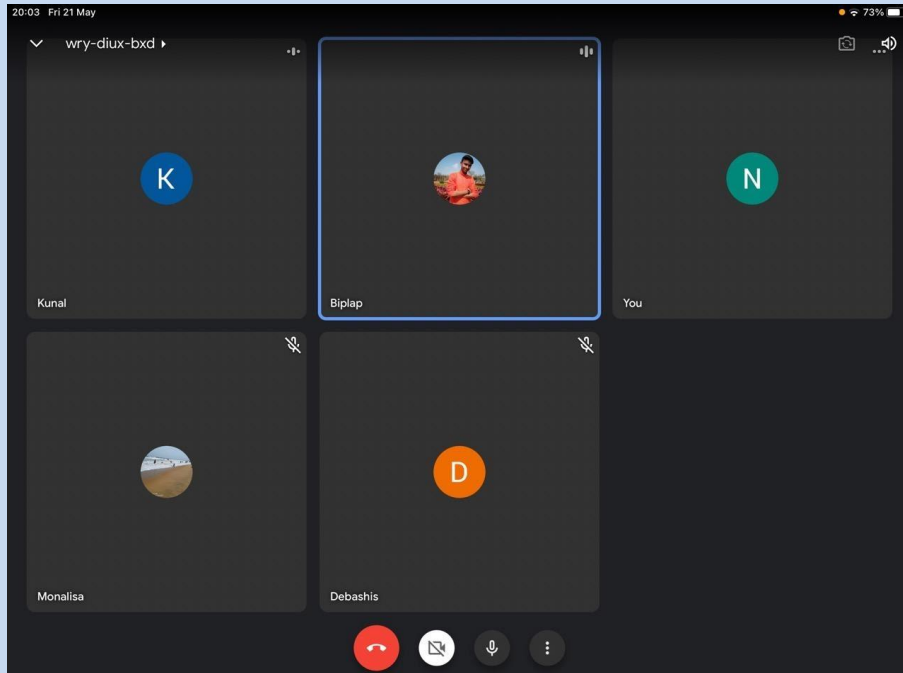 20:03 Fri 21 May 73%
wry-diux-bxd
K
N
Kunal
Biplap
You
D
Monalisa
Debashis